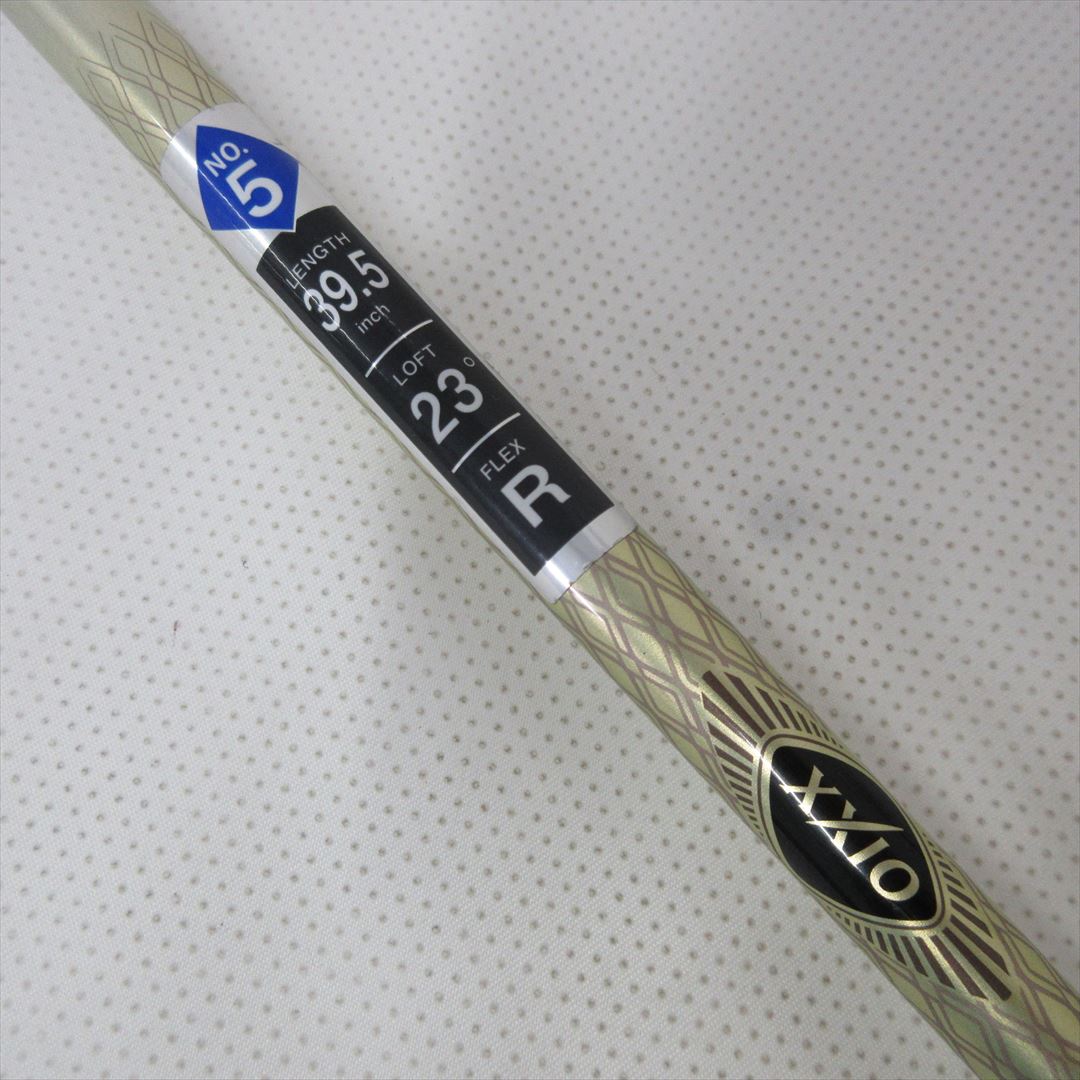 NO.
5
LENGTH
39.5
inch
LOFT
23°
FLEX
R
XXIO